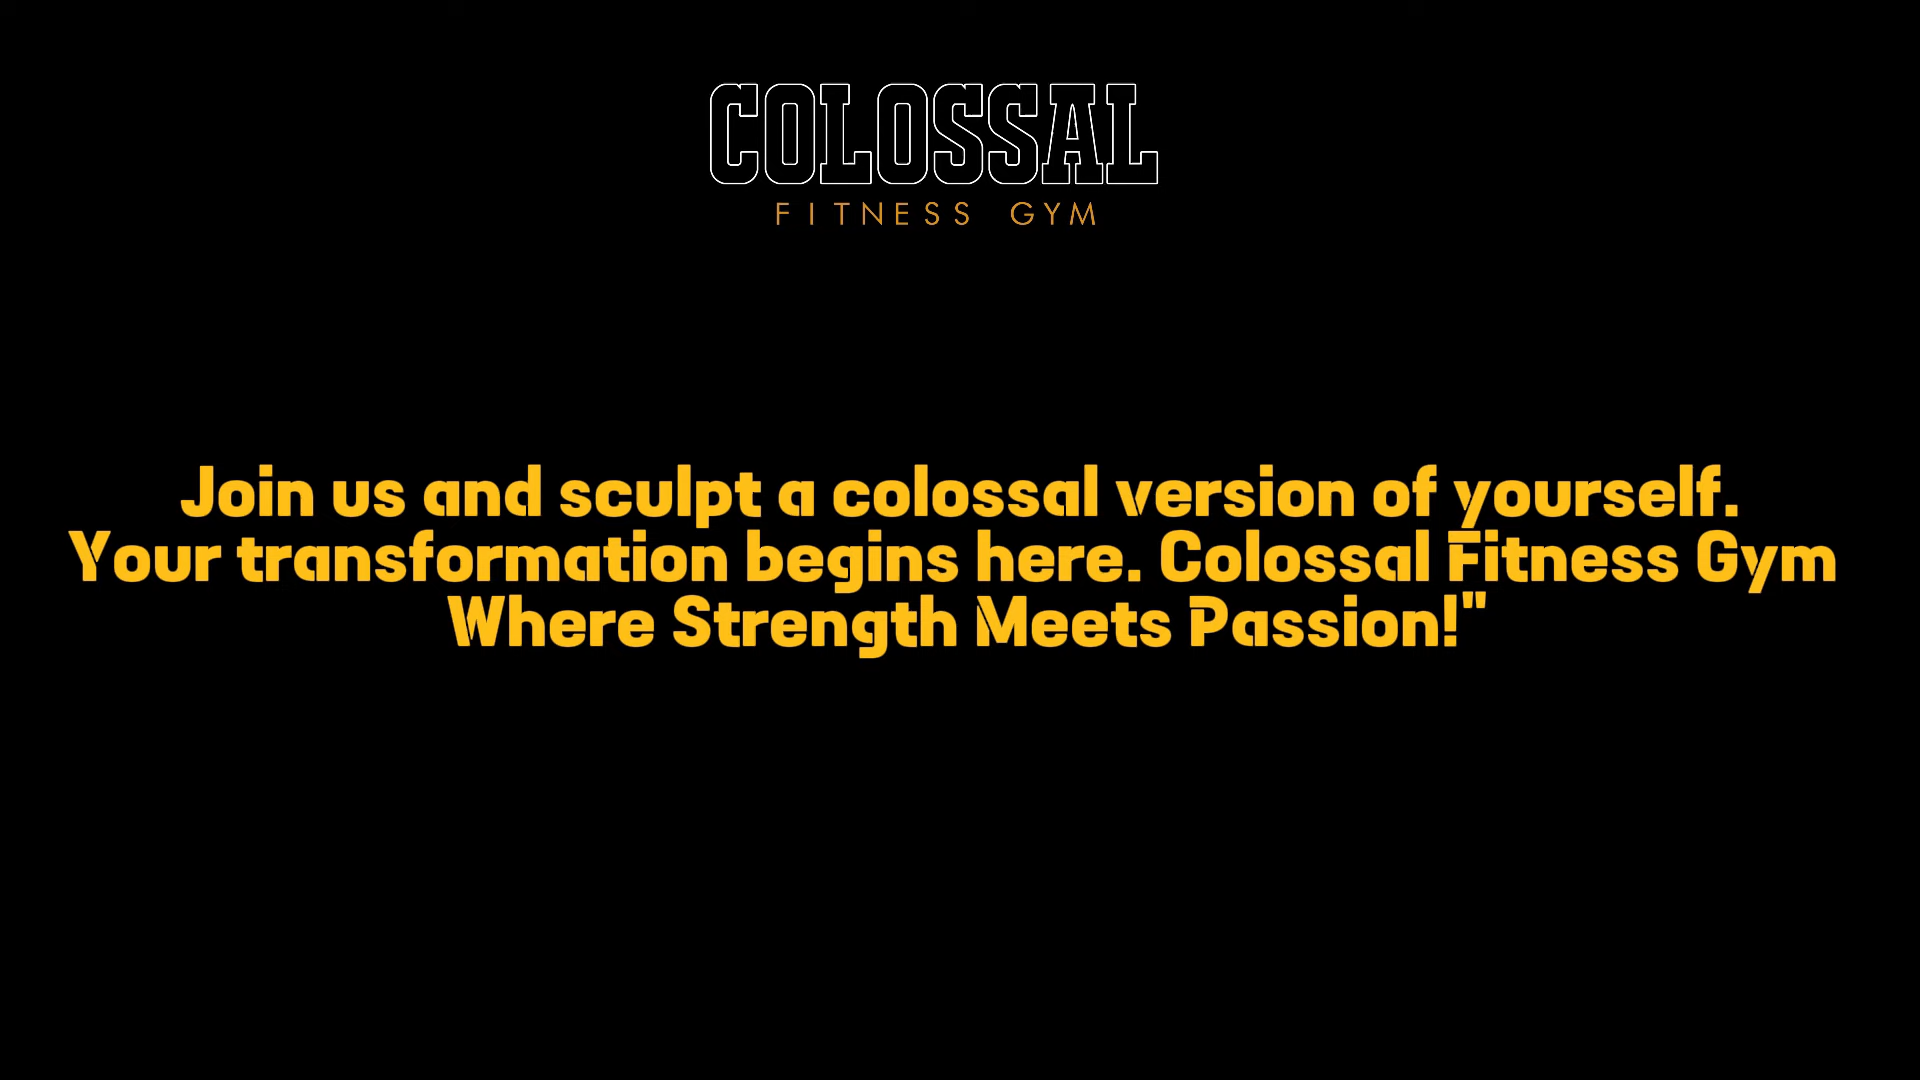 COLOSSAL
FITNESS GYM
Join us and sculpt a colossal version of yourself.
Your transformation begins here. Colossal Fitness Gym
Where Strength Meets Passion!"